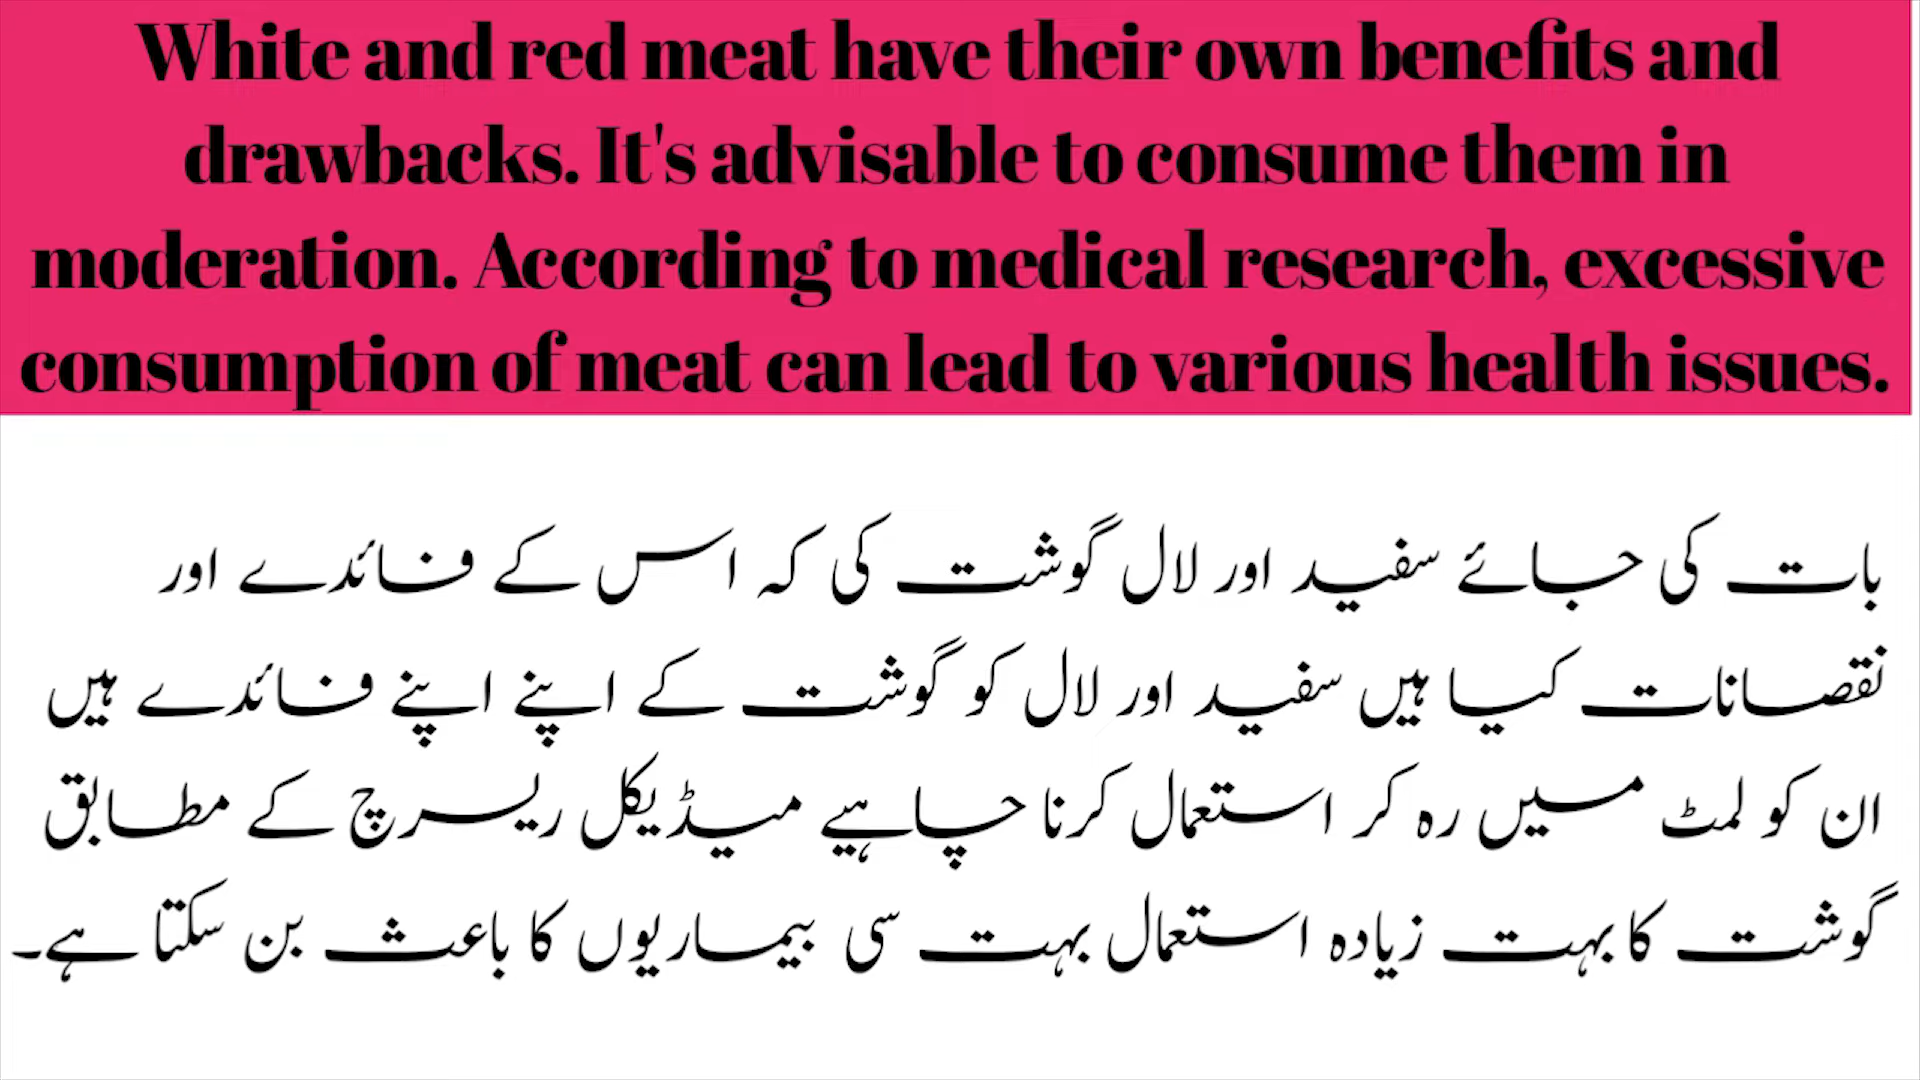 White and red meat have their own benefits and
drawbacks. It's advisable to consume them in
moderation. According to medical research, excessive
consumption of meat can lead to various health issues.
بات کی جائے سفید اور لال گوشت کی کہ اس کے فائدے اور
نقصانات کیا ہیں سفید اور لال کو گوشت کے اپنے اپنے فائدے ہیں
ان کو لمٹ میں رہ کر استعمال کرنا چاہیے میڈیکل ریسرچ کے مطابق
گوشت کا بہت زیادہ استعمال بہت سی بیماریوں کا باعث بن سکتا ہے۔